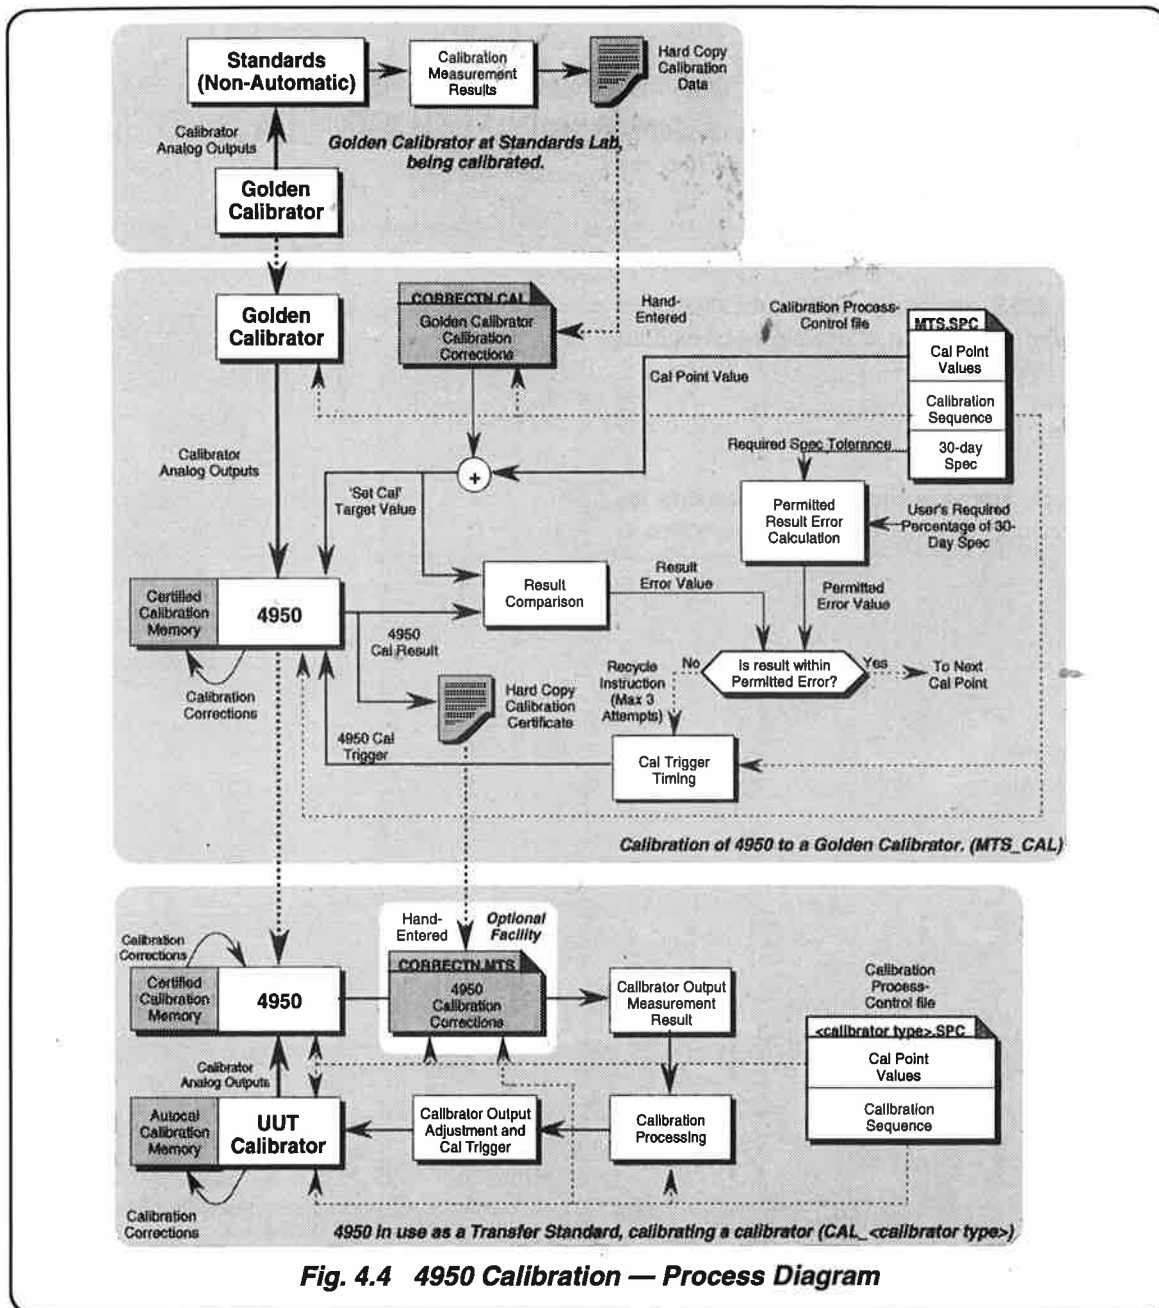 Standards
(Non-Automatic)
Calibration
Measurement
Results
Hard Copy
Calibration
Data
Calibrator
Analog Outputs
Golden Calibrator at Standards Lab,
being calibrated.
Golden
Calibrator
Golden
Calibrator
CORRECTN.CAL
Golden Calibrator
Calibration
Corrections
Hand-
Entered
Calibration Process-
Control file
MTS.SPC
Cal Point
Values
Calibration
Sequence
30-day
Spec
Cal Point Value
Calibrator
Analog Outputs
Required Spec Tolerance
+
'Set Cal'
Target Value
Permitted
Result Error
Calculation
User's Required
Percentage of 30-
Day Spec
Result
Comparison
Result
Error Value
Permitted
Error Value
Certified
Calibration
Memory
4950
4950
Cal Result
Calibration
Corrections
Hard Copy
Calibration
Certificate
No
Is result within
Permitted Error?
Yes
To Next
Cal Point
Recycle
Instruction
(Max 3
Attempts)
4950 Cal
Trigger
Cal Trigger
Timing
Calibration of 4950 to a Golden Calibrator. (MTS_CAL)
Hand-
Entered
Optional
Facility
Calibration
Corrections
Certified
Calibration
Memory
4950
CORRECTN.MTS
4950
Calibration
Corrections
Calibrator Output
Measurement
Result
Calibration
Process-
Control file
<calibrator type>.SPC
Cal Point
Values
Calibration
Sequence
Calibrator
Analog Outputs
Autocal
Calibration
Memory
UUT
Calibrator
Calibrator Output
Adjustment and
Cal Trigger
Calibration
Processing
Calibration
Corrections
4950 in use as a Transfer Standard, calibrating a calibrator (CAL_<calibrator type>)
Fig. 4.4 4950 Calibration — Process Diagram